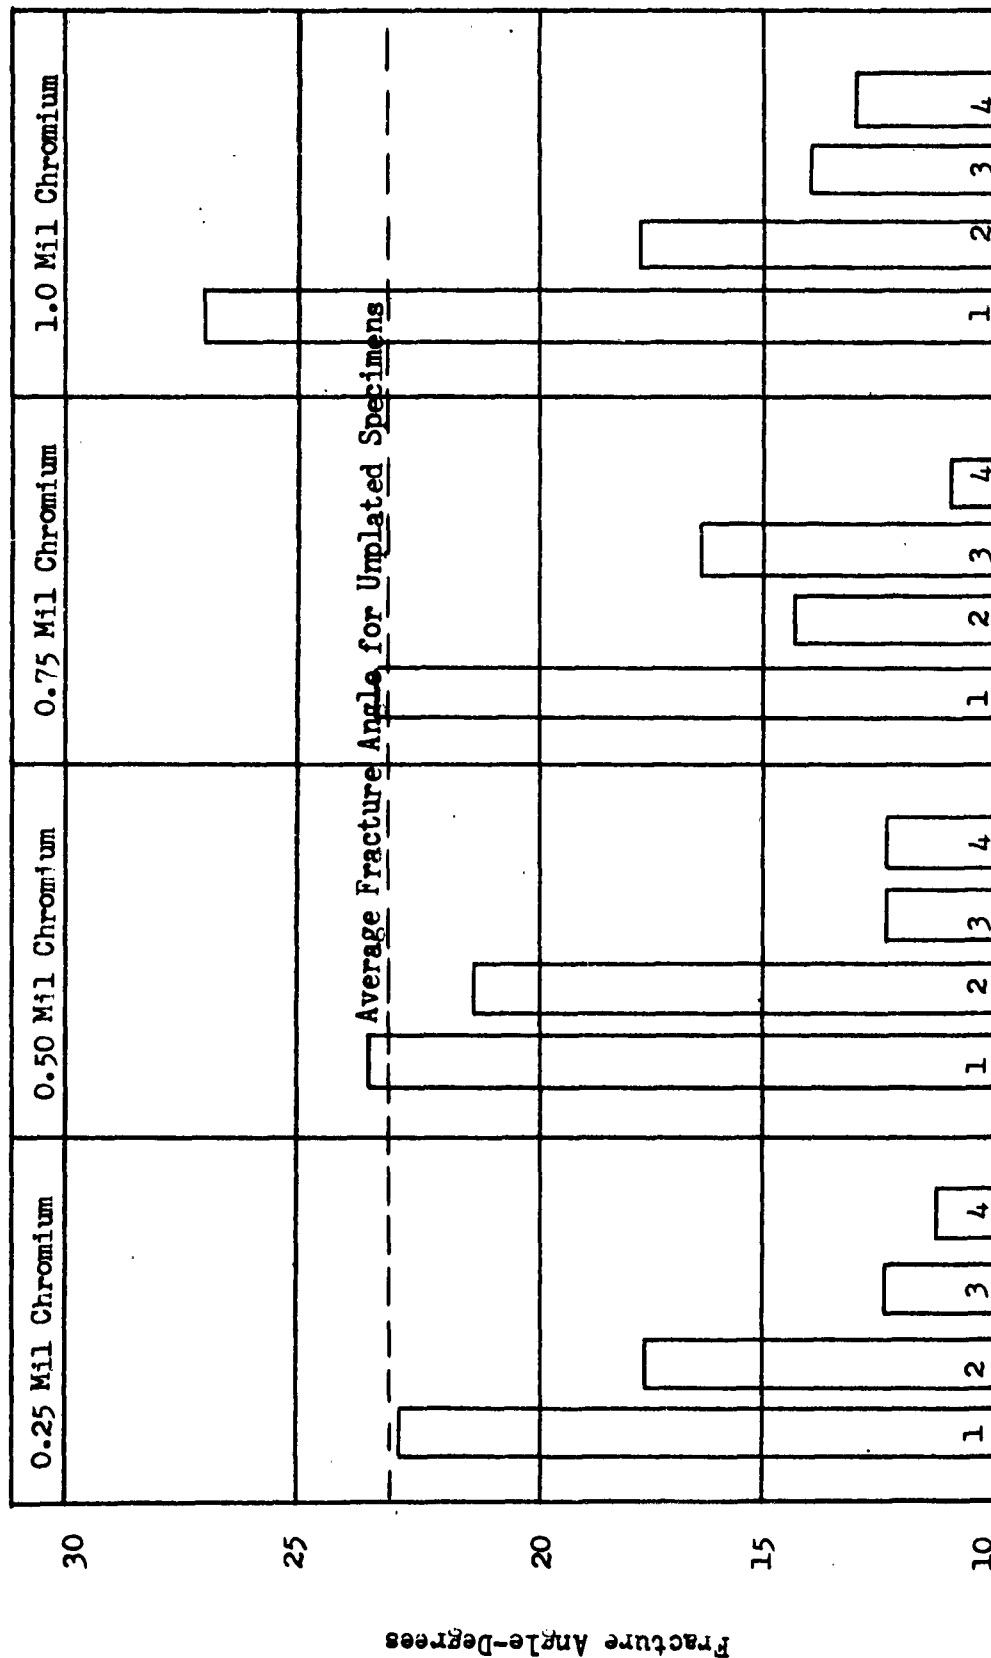 0.25 Mil Chromium
0.50 Mil Chromium
0.75 Mil Chromium
1.0 Mil Chromium
30
25
20
15
10
Fracture Angle-Degrees
Average Fracture Angle for Unplated Specimens
1 2 3 4
1 2 3 4
1 2 3 4
1 2 3 4